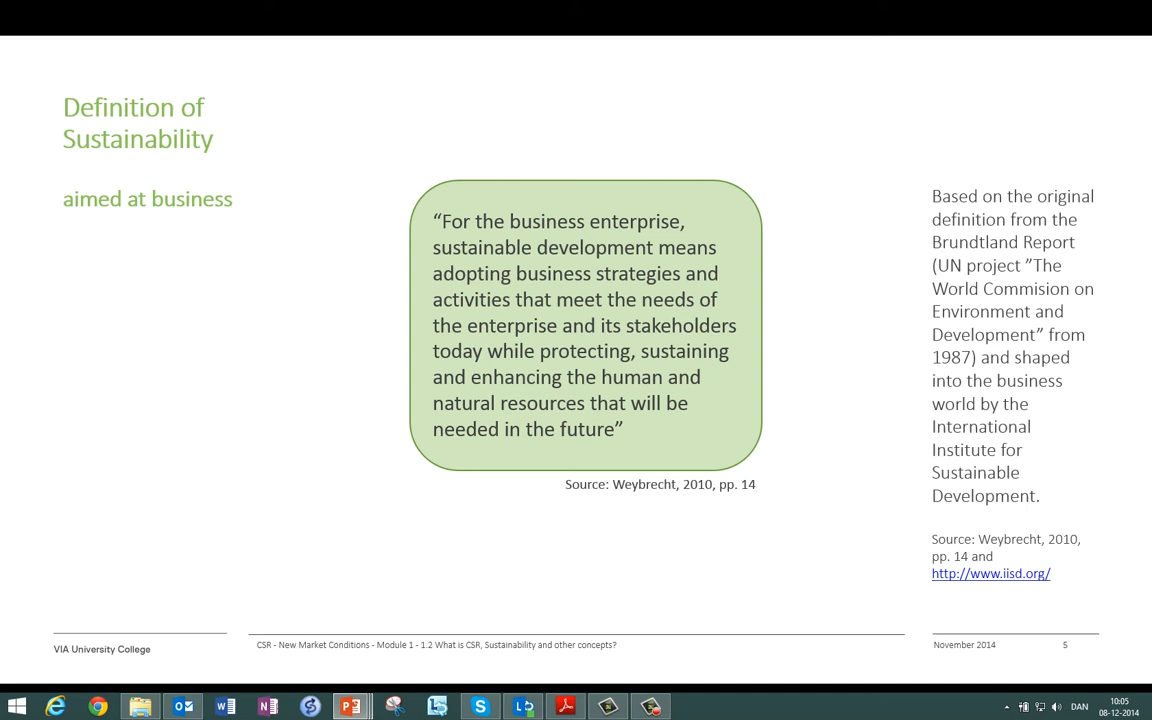 Definition of
Sustainability
aimed at business
“For the business enterprise,
sustainable development means
adopting business strategies and
activities that meet the needs of
the enterprise and its stakeholders
today while protecting, sustaining
and enhancing the human and
natural resources that will be
needed in the future”
Source: Weybrecht, 2010, pp. 14
Based on the original
definition from the
Brundtland Report
(UN project ”The
World Commision on
Environment and
Development” from
1987) and shaped
into the business
world by the
International
Institute for
Sustainable
Development.
Source: Weybrecht, 2010,
pp. 14 and
http://www.iisd.org/
VIA University College
CSR - New Market Conditions - Module 1 - 1.2 What is CSR, Sustainability and other concepts?
November 2014
5
DAN
10:05
08-12-2014